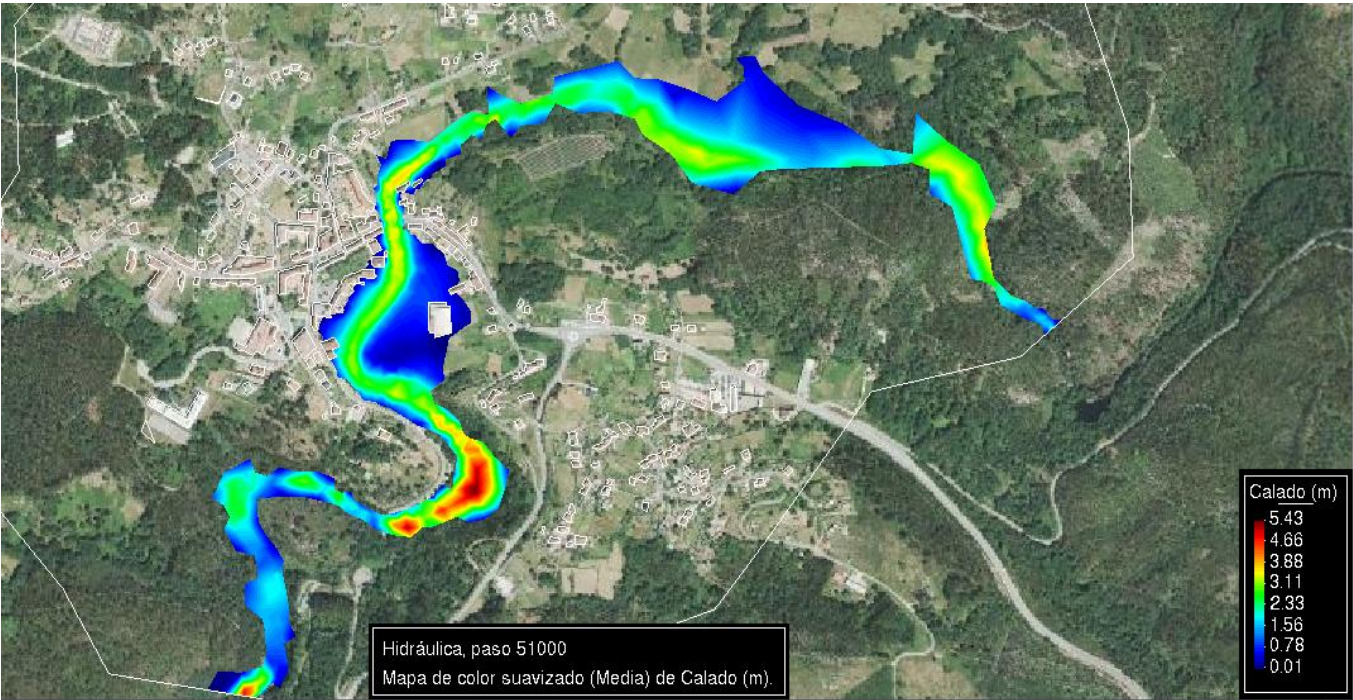 Calado (m)
5.43
4.66
3.88
3.11
2.33
1.56
0.78
0.01
Hidráulica, paso 51000
Mapa de color suavizado (Media) de Calado (m).